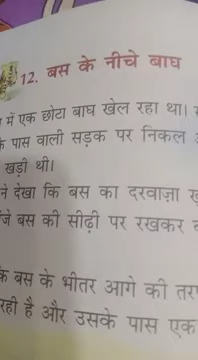 12. बस के नीचे बाघ
में एक छोटा बाघ खेल रहा था।
के पास वाली सड़क पर निकल
खड़ी थी।
ने देखा कि बस का दरवाज़ा
बस की सीढ़ी पर रखकर
कि बस के भीतर आगे की
रही है और उसके पास एक